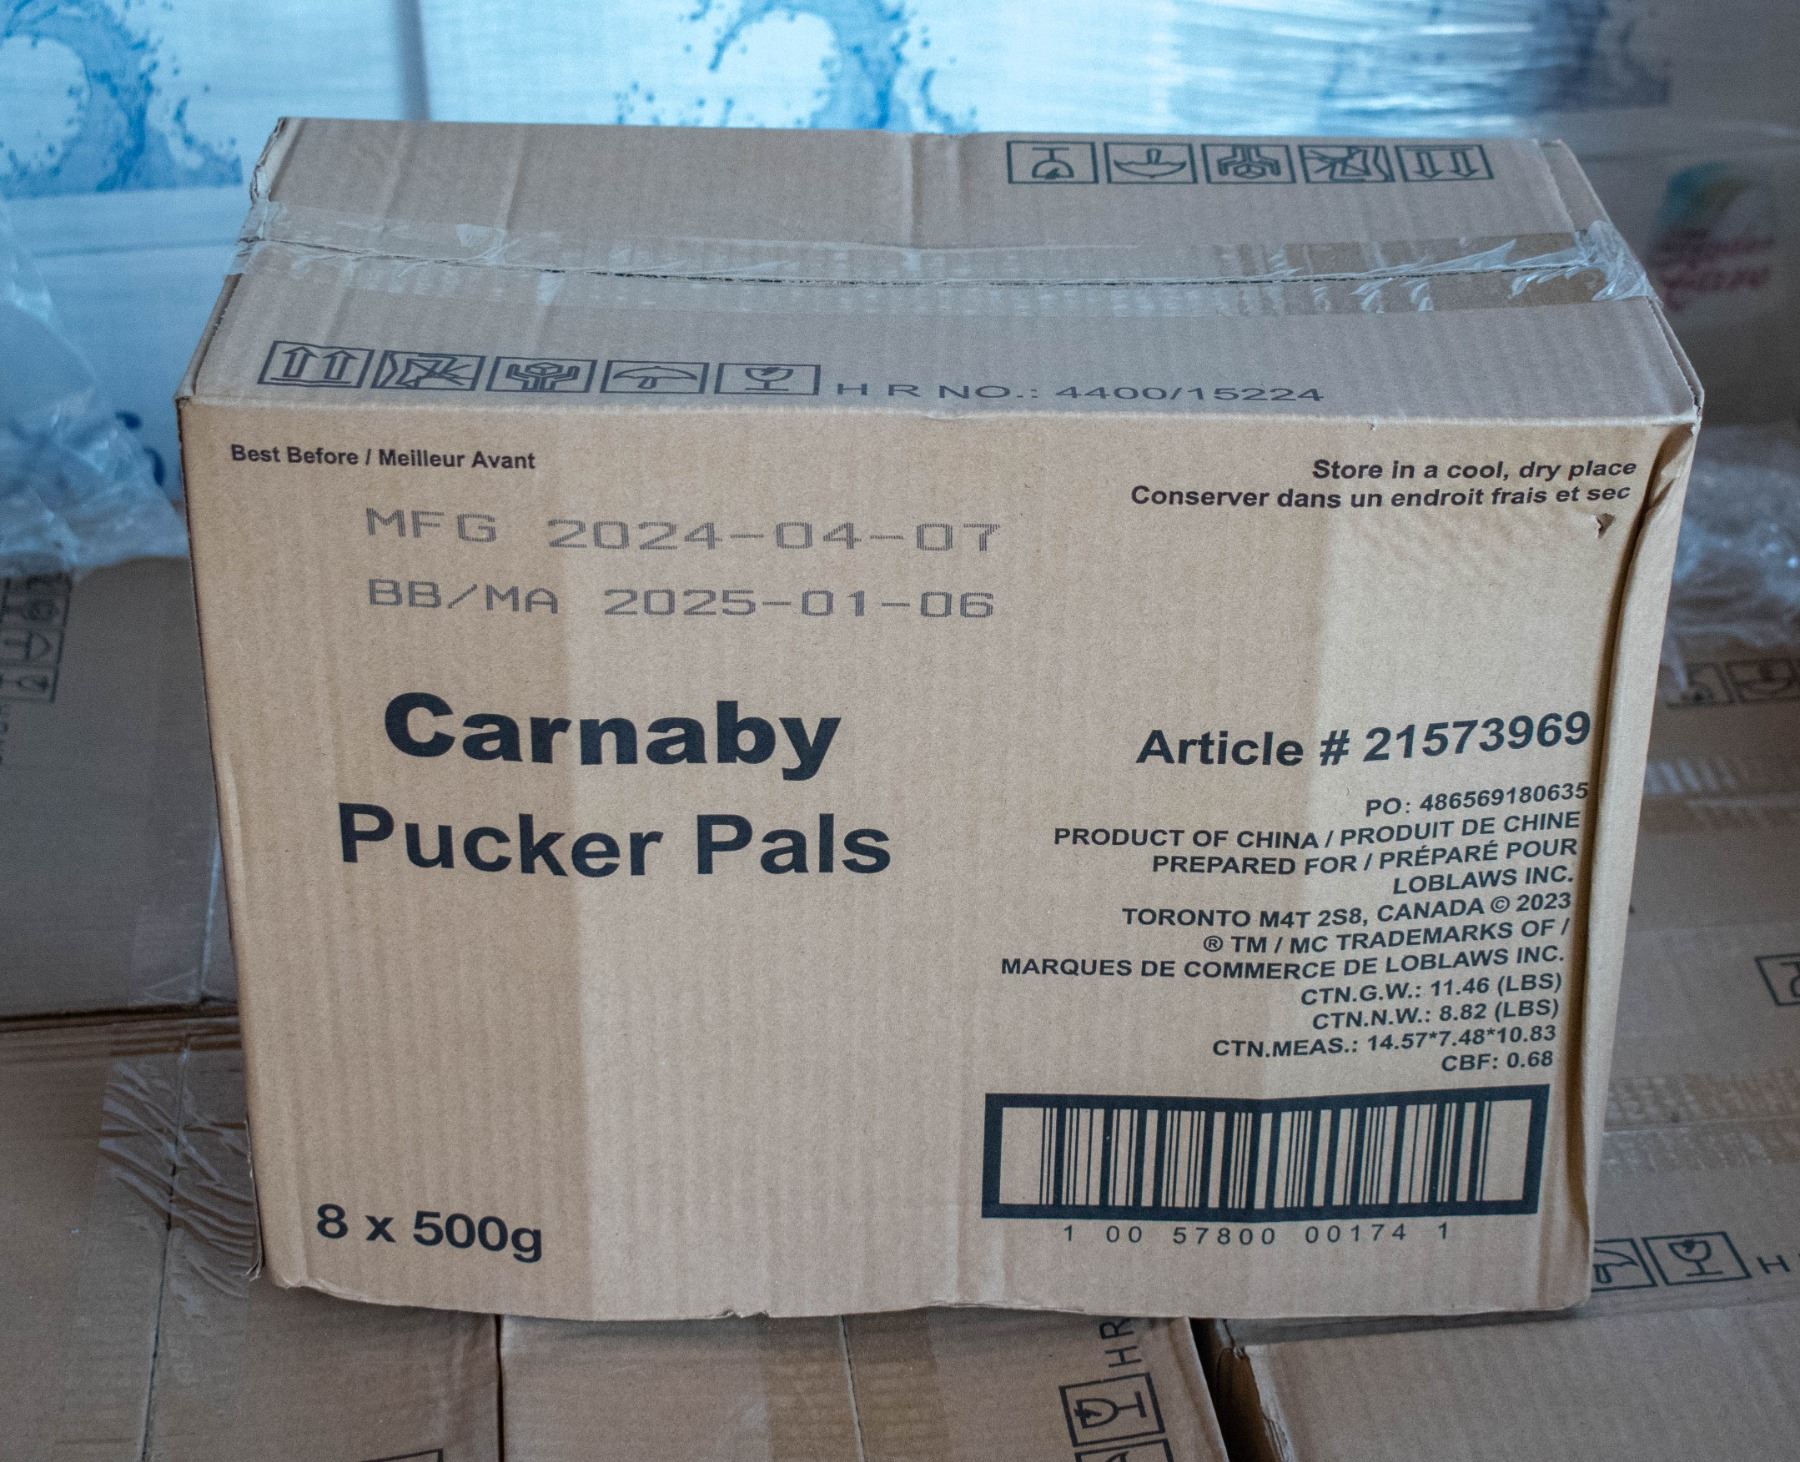 H R NO.: 4400/15224
Best Before / Meilleur Avant
Store in a cool, dry place
Conserver dans un endroit frais et sec
MFG 2024-04-07
BB/MA 2025-01-06
Carnaby
Pucker Pals
Article # 21573969
PO: 486569180635
PRODUCT OF CHINA / PRODUIT DE CHINE
PREPARED FOR / PRÉPARÉ POUR
LOBLAWS INC.
TORONTO M4T 2S8, CANADA © 2023
® TM / MC TRADEMARKS OF /
MARQUES DE COMMERCE DE LOBLAWS INC.
CTN.G.W.: 11.46 (LBS)
CTN.N.W.: 8.82 (LBS)
CTN.MEAS.: 14.57*7.48*10.83
CBF: 0.68
8 x 500g
1 00 57800 00174 1
H
HR